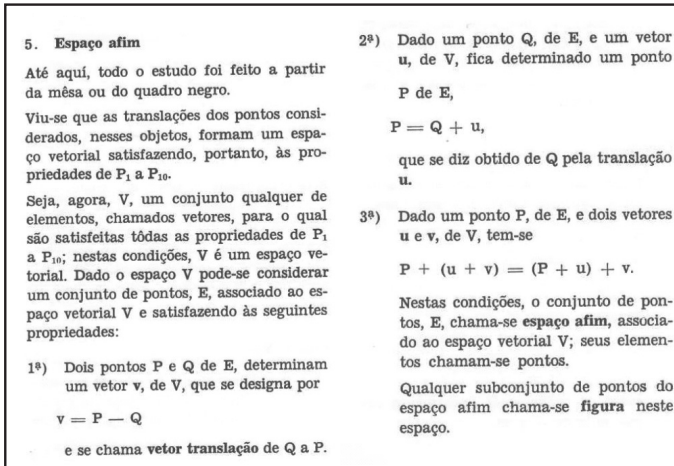 5. Espaço afim
Até aquí, todo o estudo foi feito a partir
da mêsa ou do quadro negro.
Viu-se que as translações dos pontos consi-
derados, nesses objetos, formam um espa-
ço vetorial satisfazendo, portanto, às pro-
priedades de P₁ a P₁₀.
Seja, agora, V, um conjunto qualquer de
elementos, chamados vetores, para o qual
são satisfeitas tôdas as propriedades de P₁
a P₁₀; nestas condições, V é um espaço ve-
torial. Dado o espaço V pode-se considerar
um conjunto de pontos, E, associado ao es-
paço vetorial V e satisfazendo às seguintes
propriedades:
1ª) Dois pontos P e Q de E, determinam
um vetor v, de V, que se designa por
v = P — Q
e se chama vetor translação de Q a P.
2ª) Dado um ponto Q, de E, e um vetor
u, de V, fica determinado um ponto
P de E,
P = Q + u,
que se diz obtido de Q pela translação
u.
3ª) Dado um ponto P, de E, e dois vetores
u e v, de V, tem-se
P + (u + v) = (P + u) + v.
Nestas condições, o conjunto de pon-
tos, E, chama-se espaço afim, associa-
do ao espaço vetorial V; seus elemen-
tos chamam-se pontos.
Qualquer subconjunto de pontos do
espaço afim chama-se figura neste
espaço.